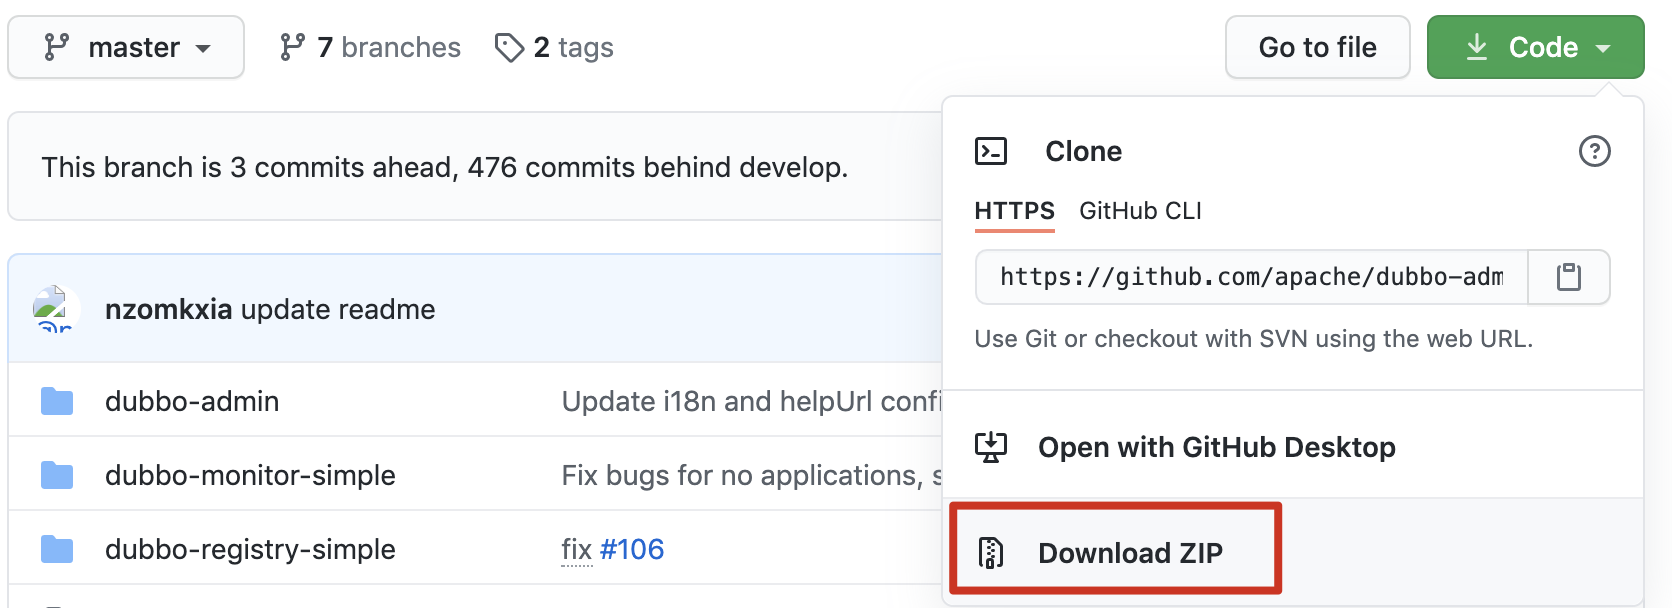 master 7 branches 2 tags Go to file Code
This branch is 3 commits ahead, 476 commits behind develop.
nzomkxia update readme
dubbo-admin Update i18n and helpUrl confi
dubbo-monitor-simple Fix bugs for no applications, s
dubbo-registry-simple fix #106
Clone
HTTPS GitHub CLI
https://github.com/apache/dubbo-adm
Use Git or checkout with SVN using the web URL.
Open with GitHub Desktop
Download ZIP